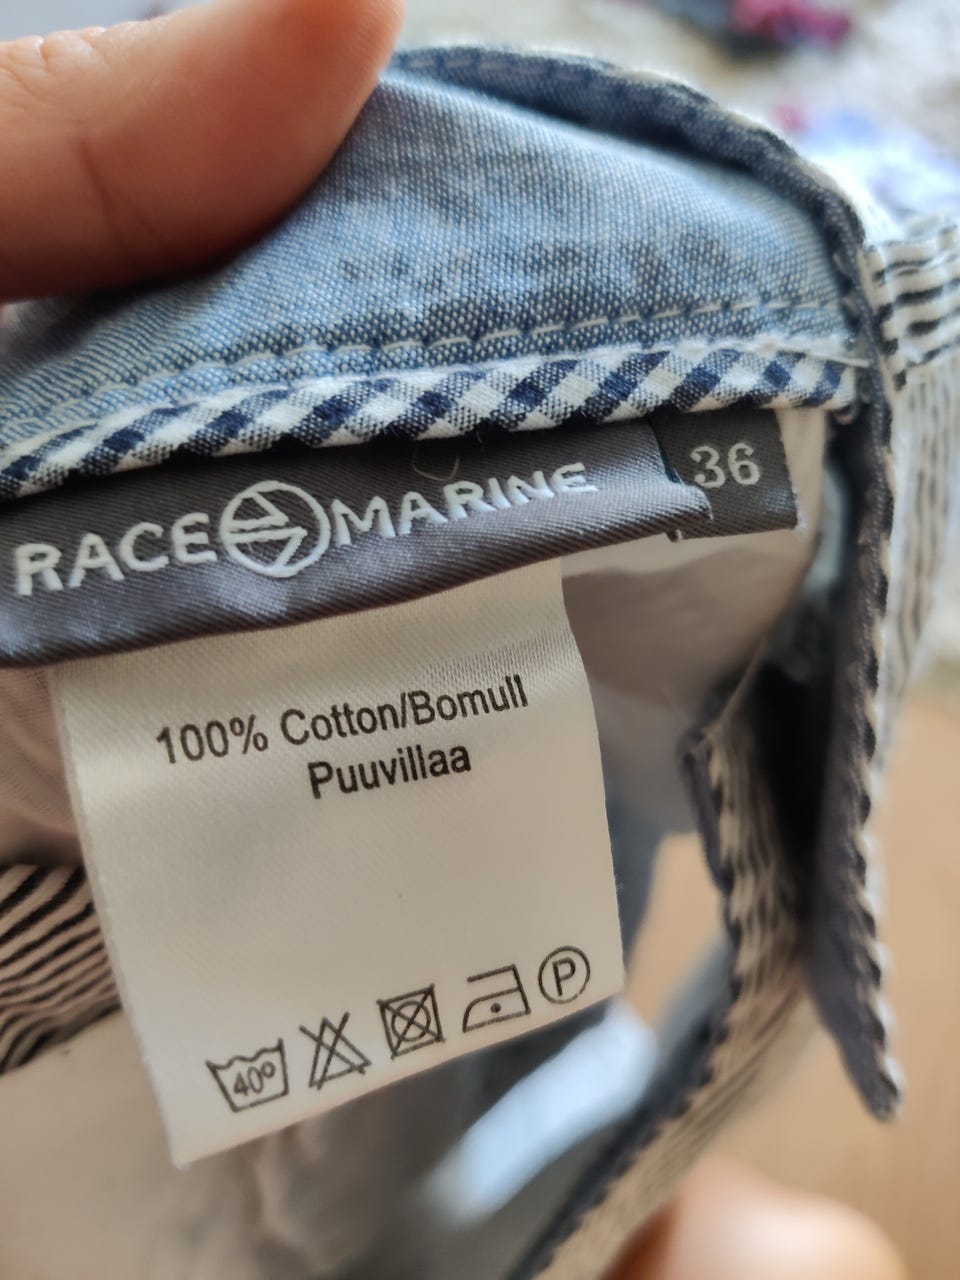 RACE MARINE
36
100% Cotton/Bomull
Puuvillaa
40° P